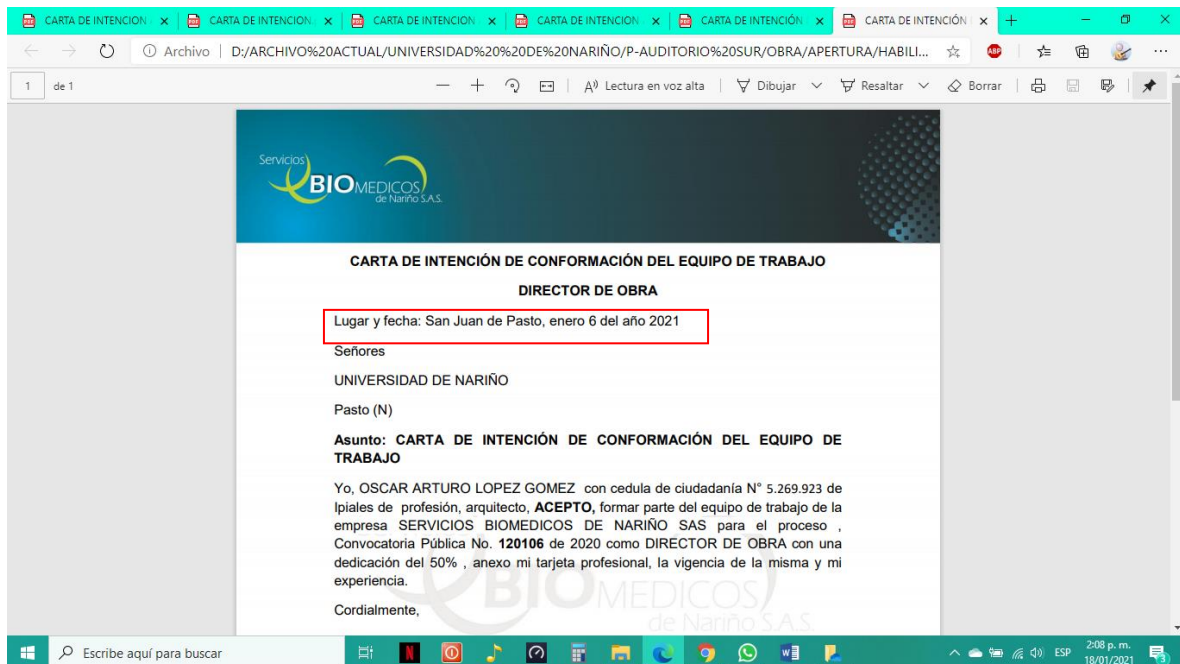 CARTA DE INTENCION CARTA DE INTENCION CARTA DE INTENCION CARTA DE INTENCION CARTA DE INTENCIÓN CARTA DE INTENCIÓN
Archivo D:/ARCHIVO%20ACTUAL/UNIVERSIDAD%20%20DE%20NARIÑO/P-AUDITORIO%20SUR/OBRA/APERTURA/HABILI... ABP
1 de 1 A Lectura en voz alta Dibujar Resaltar Borrar
Servicios
BIOMEDICOS
de Nariño S.A.S.
CARTA DE INTENCIÓN DE CONFORMACIÓN DEL EQUIPO DE TRABAJO
DIRECTOR DE OBRA
Lugar y fecha: San Juan de Pasto, enero 6 del año 2021
Señores
UNIVERSIDAD DE NARIÑO
Pasto (N)
Asunto: CARTA DE INTENCIÓN DE CONFORMACIÓN DEL EQUIPO DE
TRABAJO
Yo, OSCAR ARTURO LOPEZ GOMEZ con cedula de ciudadanía N° 5.269.923 de
Ipiales de profesión, arquitecto, ACEPTO, formar parte del equipo de trabajo de la
empresa SERVICIOS BIOMEDICOS DE NARIÑO SAS para el proceso ,
Convocatoria Pública No. 120106 de 2020 como DIRECTOR DE OBRA con una
dedicación del 50% , anexo mi tarjeta profesional, la vigencia de la misma y mi
experiencia.
Cordialmente,
BIOMEDICOS
de Nariño S.A.S.
Escribe aquí para buscar
ESP
2:08 p. m.
18/01/2021